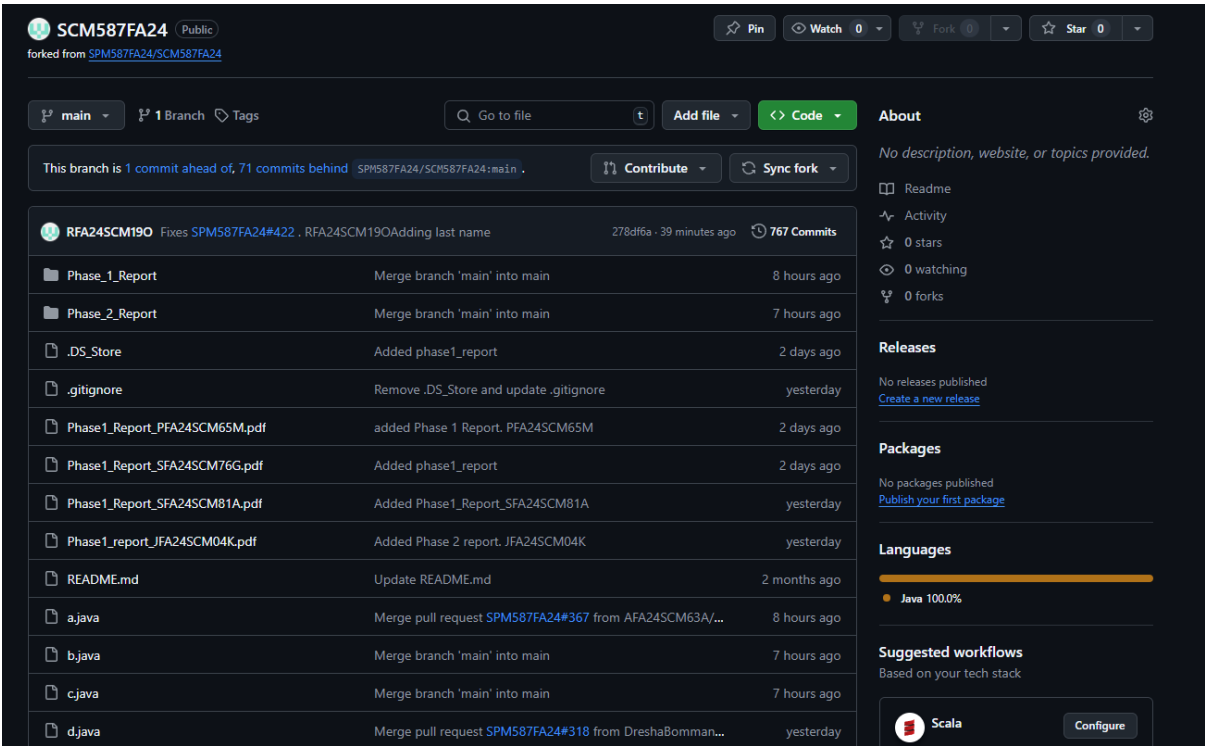 SCM587FA24 Public
Pin
Watch 0
Fork 0
Star 0
forked from SPM587FA24/SCM587FA24
main
1 Branch
Tags
Go to file
t
Add file
<> Code
This branch is 1 commit ahead of, 71 commits behind SPM587FA24/SCM587FA24:main .
Contribute
Sync fork
RFA24SCM19O Fixes SPM587FA24#422 . RFA24SCM19OAdding last name 278df6a · 39 minutes ago 767 Commits
Phase_1_Report Merge branch 'main' into main 8 hours ago
Phase_2_Report Merge branch 'main' into main 7 hours ago
.DS_Store Added phase1_report 2 days ago
.gitignore Remove .DS_Store and update .gitignore yesterday
Phase1_Report_PFA24SCM65M.pdf added Phase 1 Report. PFA24SCM65M 2 days ago
Phase1_Report_SFA24SCM76G.pdf Added phase1_report 2 days ago
Phase1_Report_SFA24SCM81A.pdf Added Phase1_Report_SFA24SCM81A yesterday
Phase1_report_JFA24SCM04K.pdf Added Phase 2 report. JFA24SCM04K yesterday
README.md Update README.md 2 months ago
a.java Merge pull request SPM587FA24#367 from AFA24SCM63A/... 8 hours ago
b.java Merge branch 'main' into main 7 hours ago
c.java Merge branch 'main' into main 7 hours ago
d.java Merge pull request SPM587FA24#318 from DreshaBomman... yesterday
About
No description, website, or topics provided.
Readme
Activity
0 stars
0 watching
0 forks
Releases
No releases published
Create a new release
Packages
No packages published
Publish your first package
Languages
Java 100.0%
Suggested workflows
Based on your tech stack
Scala
Configure